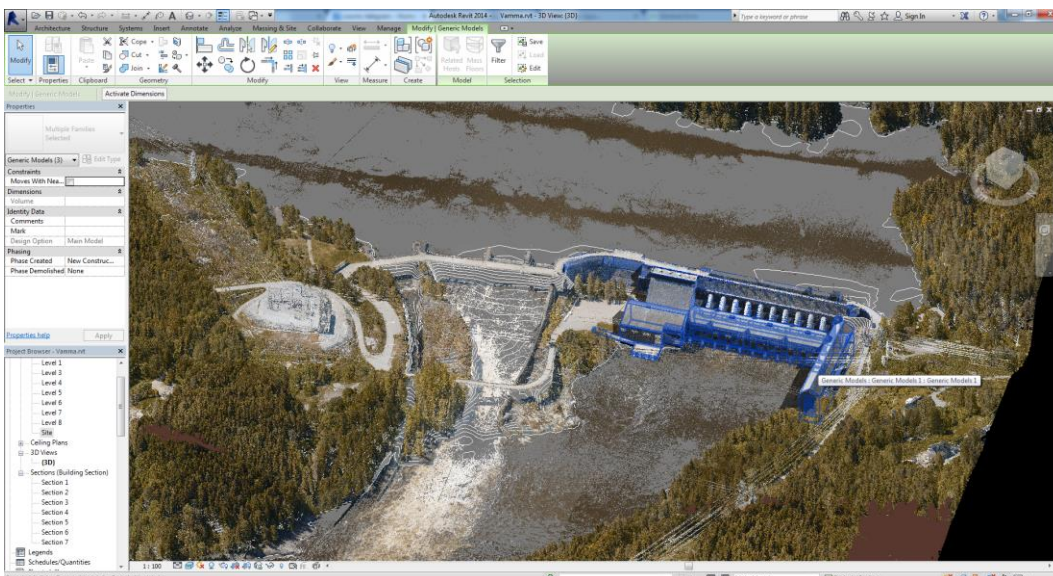 Autodesk Revit 2014 - Vamma.rvt - 3D View: {3D}
Type a keyword or phrase
Sign In
Architecture Structure Systems Insert Annotate Analyze Massing & Site Collaborate View Manage Modify | Generic Models
Modify
Properties
Paste
Cope
Cut
Join
Related Mass
Filter
Save
Load
Edit
Select Properties Clipboard Geometry Modify View Measure Create Model Selection
Modify | Generic Models Activate Dimensions
Properties
Multiple Families
Selected
Generic Models (3) Edit Type
Constraints
Moves With Nea...
Dimensions
Volume
Identity Data
Comments
Mark
Design Option Main Model
Phasing
Phase Created New Construc...
Phase Demolished None
Properties help Apply
Project Browser - Vamma.rvt
Level 1
Level 3
Level 4
Level 5
Level 6
Level 7
Level 8
Site
Ceiling Plans
3D Views
{3D}
Sections (Building Section)
Section 1
Section 2
Section 3
Section 4
Section 5
Section 6
Section 7
Legends
Schedules/Quantities
Generic Models : Generic Models 1 : Generic Models 1
1 : 100